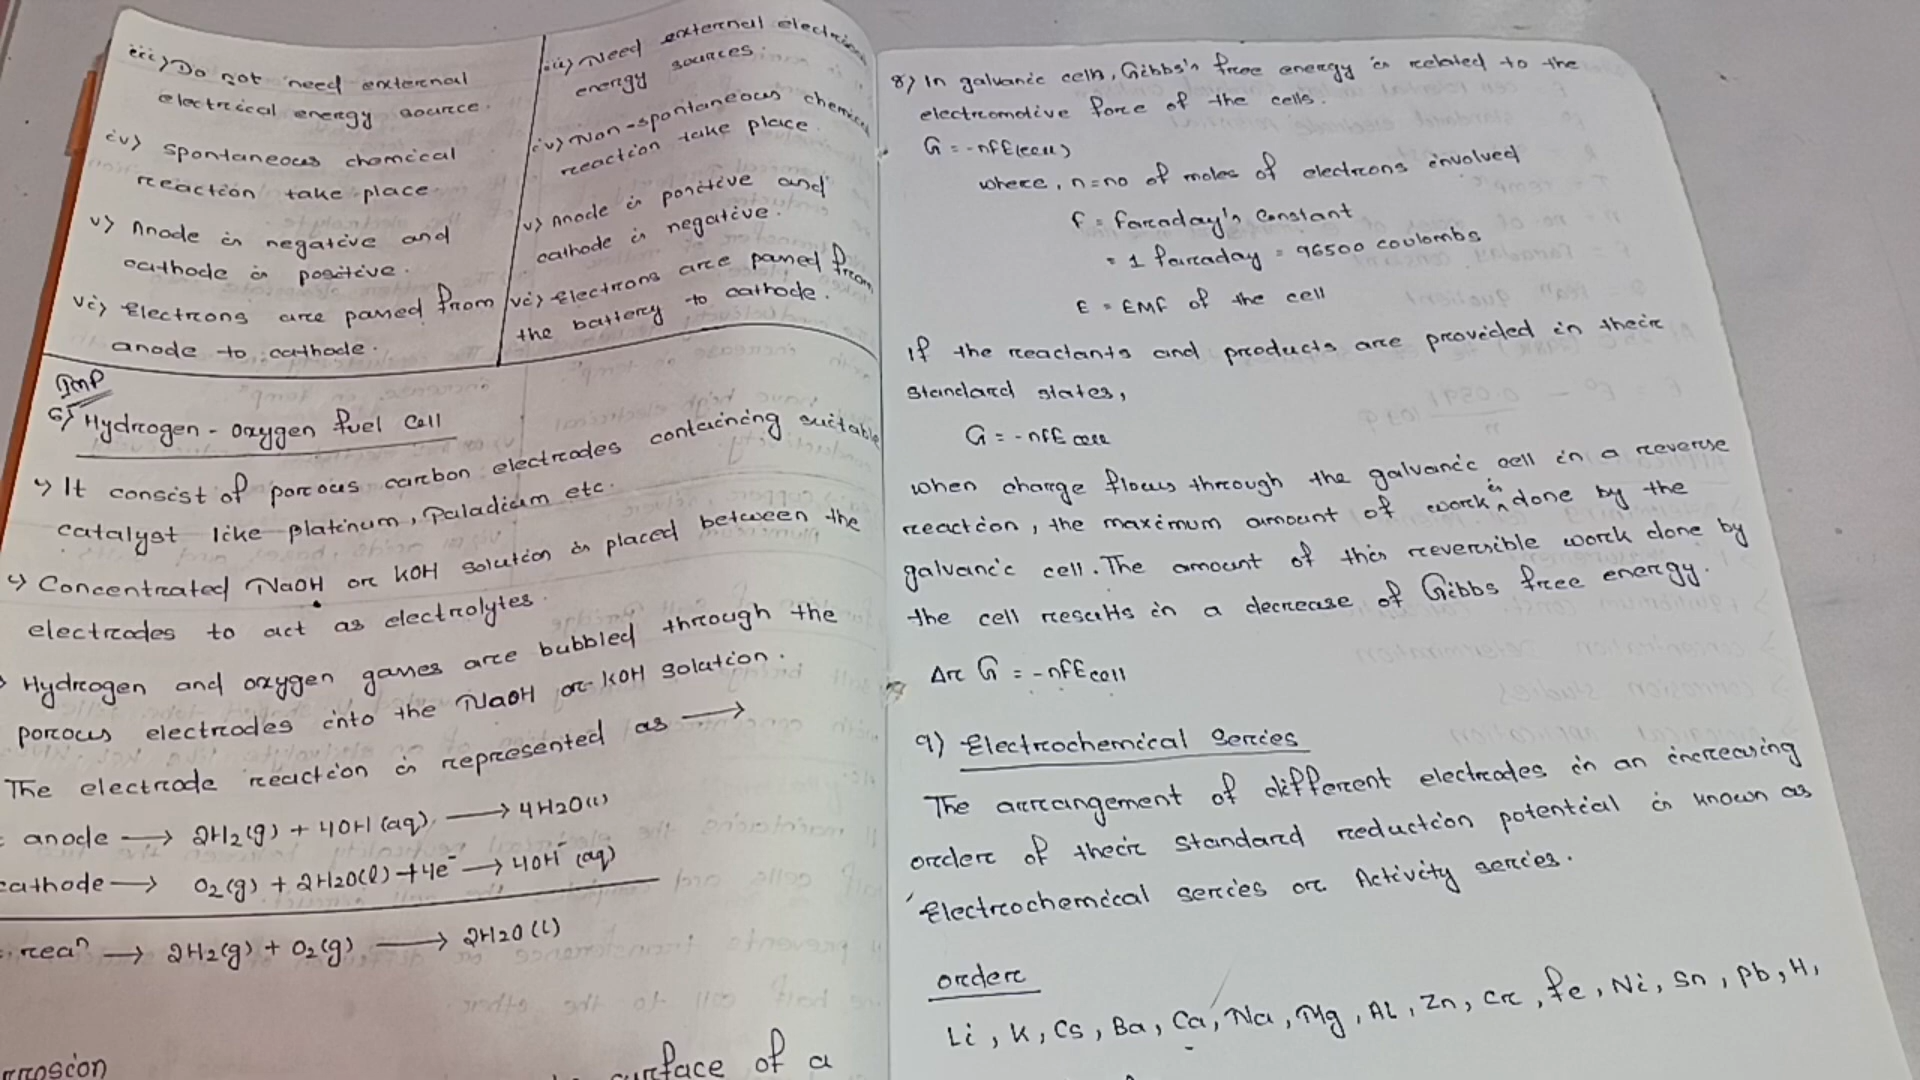 iii) Do not need external
electrical energy source.
iv) spontaneous chemical
reaction take place
v) Anode is negative and
cathode is positive.
vi) Electrons are passed from
anode to cathode.
iii) Need external electrical
energy sources.
iv) Non-spontaneous chemical
reaction take place.
v) Anode is positive and
cathode is negative.
vi) Electrons are passed from
the battery to cathode.
Imp
6) Hydrogen - oxygen fuel cell
It consist of porous carbon electrodes containing suitable
catalyst like platinum, Paladium etc.
Concentrated NaOH or KOH solution is placed between the
electrodes to act as electrolytes.
Hydrogen and oxygen gasses are bubbled through the
porous electrodes into the NaOH or KOH solution.
The electrode reaction is represented as →
anode → 2H2(g) + 4OH (aq) → 4H2O(l)
cathode → O2(g) + 2H2O(l) + 4e⁻ → 4OH⁻ (aq)
reaⁿ → 2H2(g) + O2(g) → 2H2O (l)
rrosion
surface of a
8) In galvanic cells, Gibbs's free energy is related to the
electromotive force of the cells.
G = -nfE(cell)
where, n = no of moles of electrons involved
f = faraday's constant
= 1 faraday = 96500 coulombs
E = EMF of the cell
If the reactants and products are provided in their
standard states,
G = -nfE cell
when charge flows through the galvanic cell in a reverse
reaction, the maximum amount of work is done by the
galvanic cell. The amount of this reversible work done by
the cell results in a decrease of Gibbs free energy.
Δr G = -nfEcell
9) Electrochemical Series
The arrangement of different electrodes in an increasing
order of their standard reduction potential is known as
Electrochemical series or Activity series.
order
Li, K, Cs, Ba, Ca, Na, Mg, Al, Zn, Cr, fe, Ni, Sn, Pb, H,